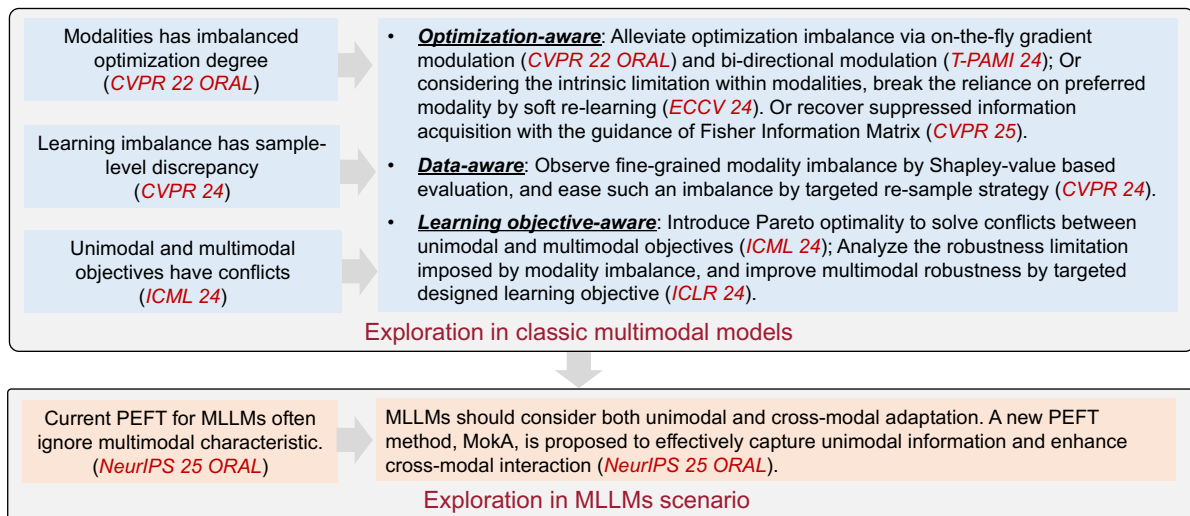 Modalities has imbalanced
optimization degree
(CVPR 22 ORAL)
Learning imbalance has sample-
level discrepancy
(CVPR 24)
Unimodal and multimodal
objectives have conflicts
(ICML 24)
• Optimization-aware: Alleviate optimization imbalance via on-the-fly gradient
modulation (CVPR 22 ORAL) and bi-directional modulation (T-PAMI 24); Or
considering the intrinsic limitation within modalities, break the reliance on preferred
modality by soft re-learning (ECCV 24). Or recover suppressed information
acquisition with the guidance of Fisher Information Matrix (CVPR 25).
• Data-aware: Observe fine-grained modality imbalance by Shapley-value based
evaluation, and ease such an imbalance by targeted re-sample strategy (CVPR 24).
• Learning objective-aware: Introduce Pareto optimality to solve conflicts between
unimodal and multimodal objectives (ICML 24); Analyze the robustness limitation
imposed by modality imbalance, and improve multimodal robustness by targeted
designed learning objective (ICLR 24).
Exploration in classic multimodal models
Current PEFT for MLLMs often
ignore multimodal characteristic.
(NeurIPS 25 ORAL)
MLLMs should consider both unimodal and cross-modal adaptation. A new PEFT
method, MokA, is proposed to effectively capture unimodal information and enhance
cross-modal interaction (NeurIPS 25 ORAL).
Exploration in MLLMs scenario